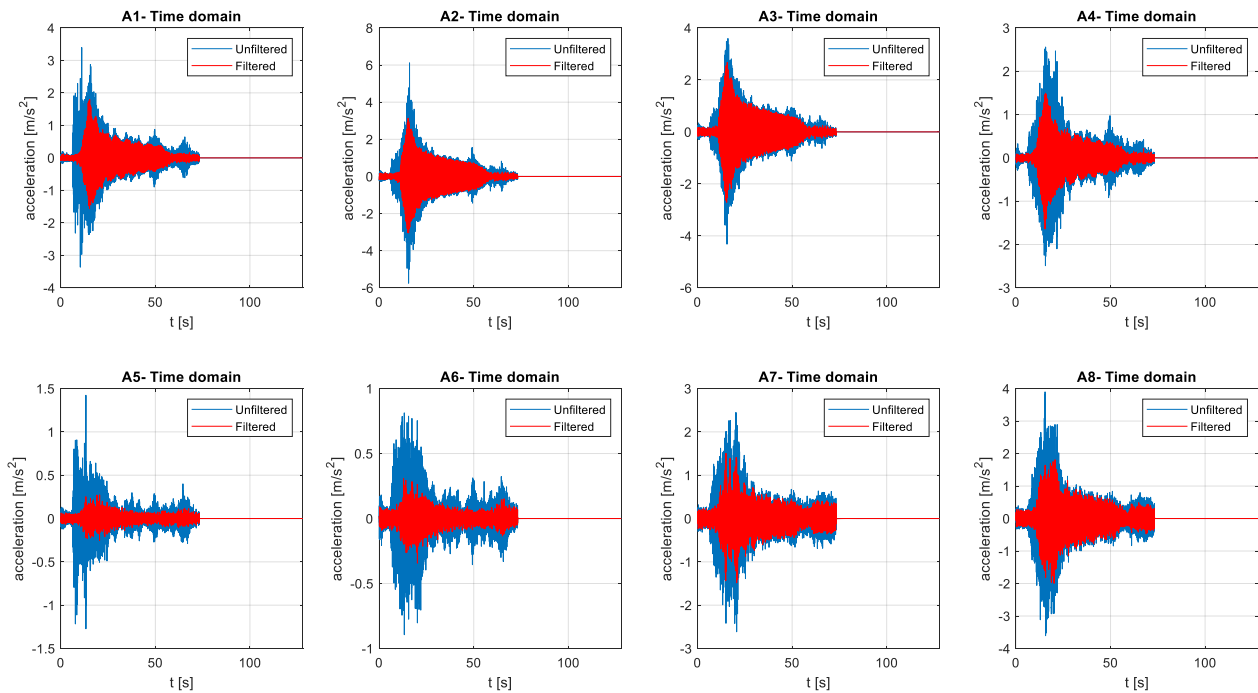 A1- Time domain
Unfiltered
Filtered
acceleration [m/s²]
4
3
2
1
0
-1
-2
-3
-4
0
50
100
t [s]
A2- Time domain
Unfiltered
Filtered
acceleration [m/s²]
8
6
4
2
0
-2
-4
-6
0
50
100
t [s]
A3- Time domain
Unfiltered
Filtered
acceleration [m/s²]
4
2
0
-2
-4
-6
0
50
100
t [s]
A4- Time domain
Unfiltered
Filtered
acceleration [m/s²]
3
2
1
0
-1
-2
-3
0
50
100
t [s]
A5- Time domain
Unfiltered
Filtered
acceleration [m/s²]
1.5
1
0.5
0
-0.5
-1
-1.5
0
50
100
t [s]
A6- Time domain
Unfiltered
Filtered
acceleration [m/s²]
1
0.5
0
-0.5
-1
0
50
100
t [s]
A7- Time domain
Unfiltered
Filtered
acceleration [m/s²]
3
2
1
0
-1
-2
-3
0
50
100
t [s]
A8- Time domain
Unfiltered
Filtered
acceleration [m/s²]
4
3
2
1
0
-1
-2
-3
-4
0
50
100
t [s]